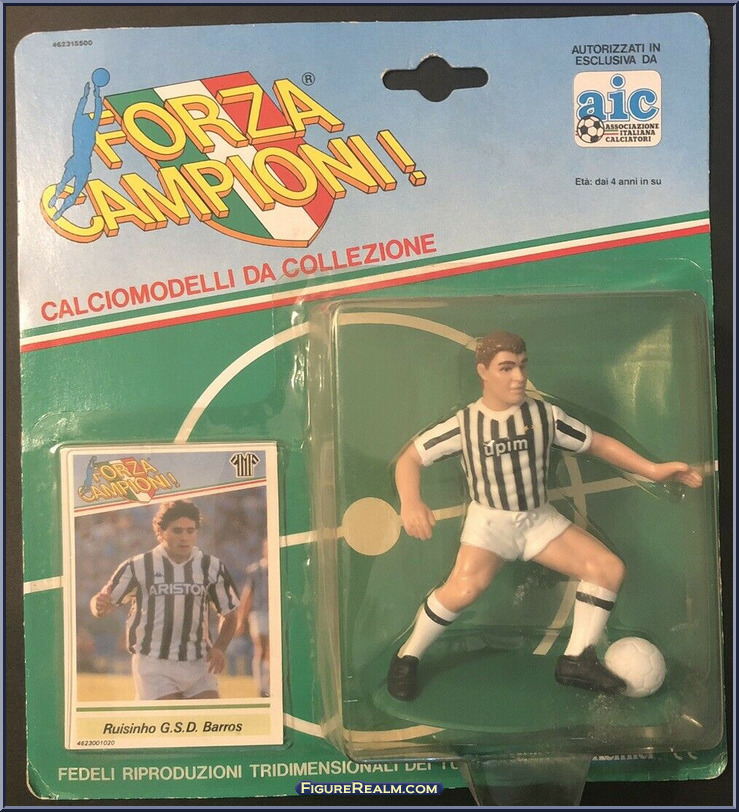 462315500
FORZA ®
CAMPIONI!
CALCIOMODELLI DA COLLEZIONE
AUTORIZZATI IN
ESCLUSIVA DA
aic
ASSOCIAZIONE
ITALIANA
CALCIATORI
Età: dai 4 anni in su
upim
FORZA
CAMPIONI!
ARISTON
Ruisinho G.S.D. Barros
4623001020
FEDELI RIPRODUZIONI TRIDIMENSIONALI DEI
FIGUREREALM.COM